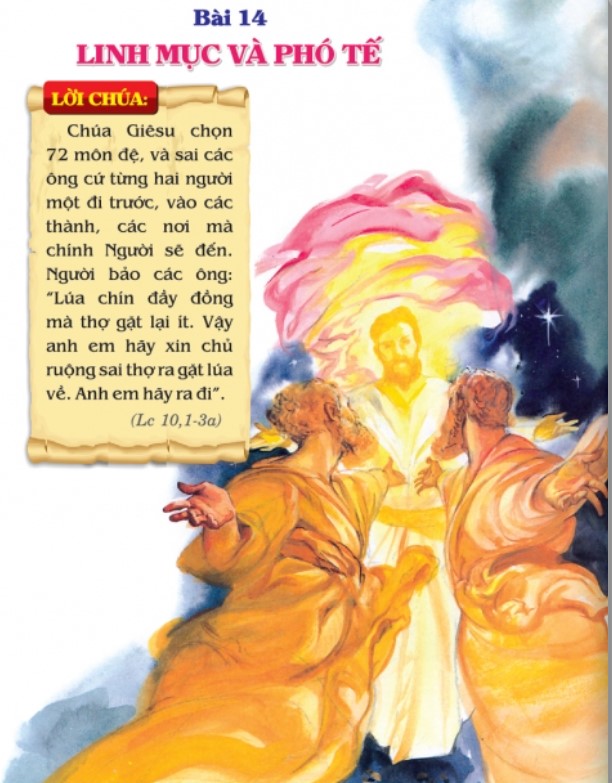 Bài 14
LINH MỤC VÀ PHÓ TẾ
LỜI CHÚA:
Chúa Giêsu chọn
72 môn đệ, và sai các
ông cứ từng hai người
một đi trước, vào các
thành, các nơi mà
chính Người sẽ đến.
Người bảo các ông:
"Lúa chín đầy đồng
mà thợ gặt lại ít. Vậy
anh em hãy xin chủ
ruộng sai thợ ra gặt lúa
về. Anh em hãy ra đi".
(Lc 10,1-3a)